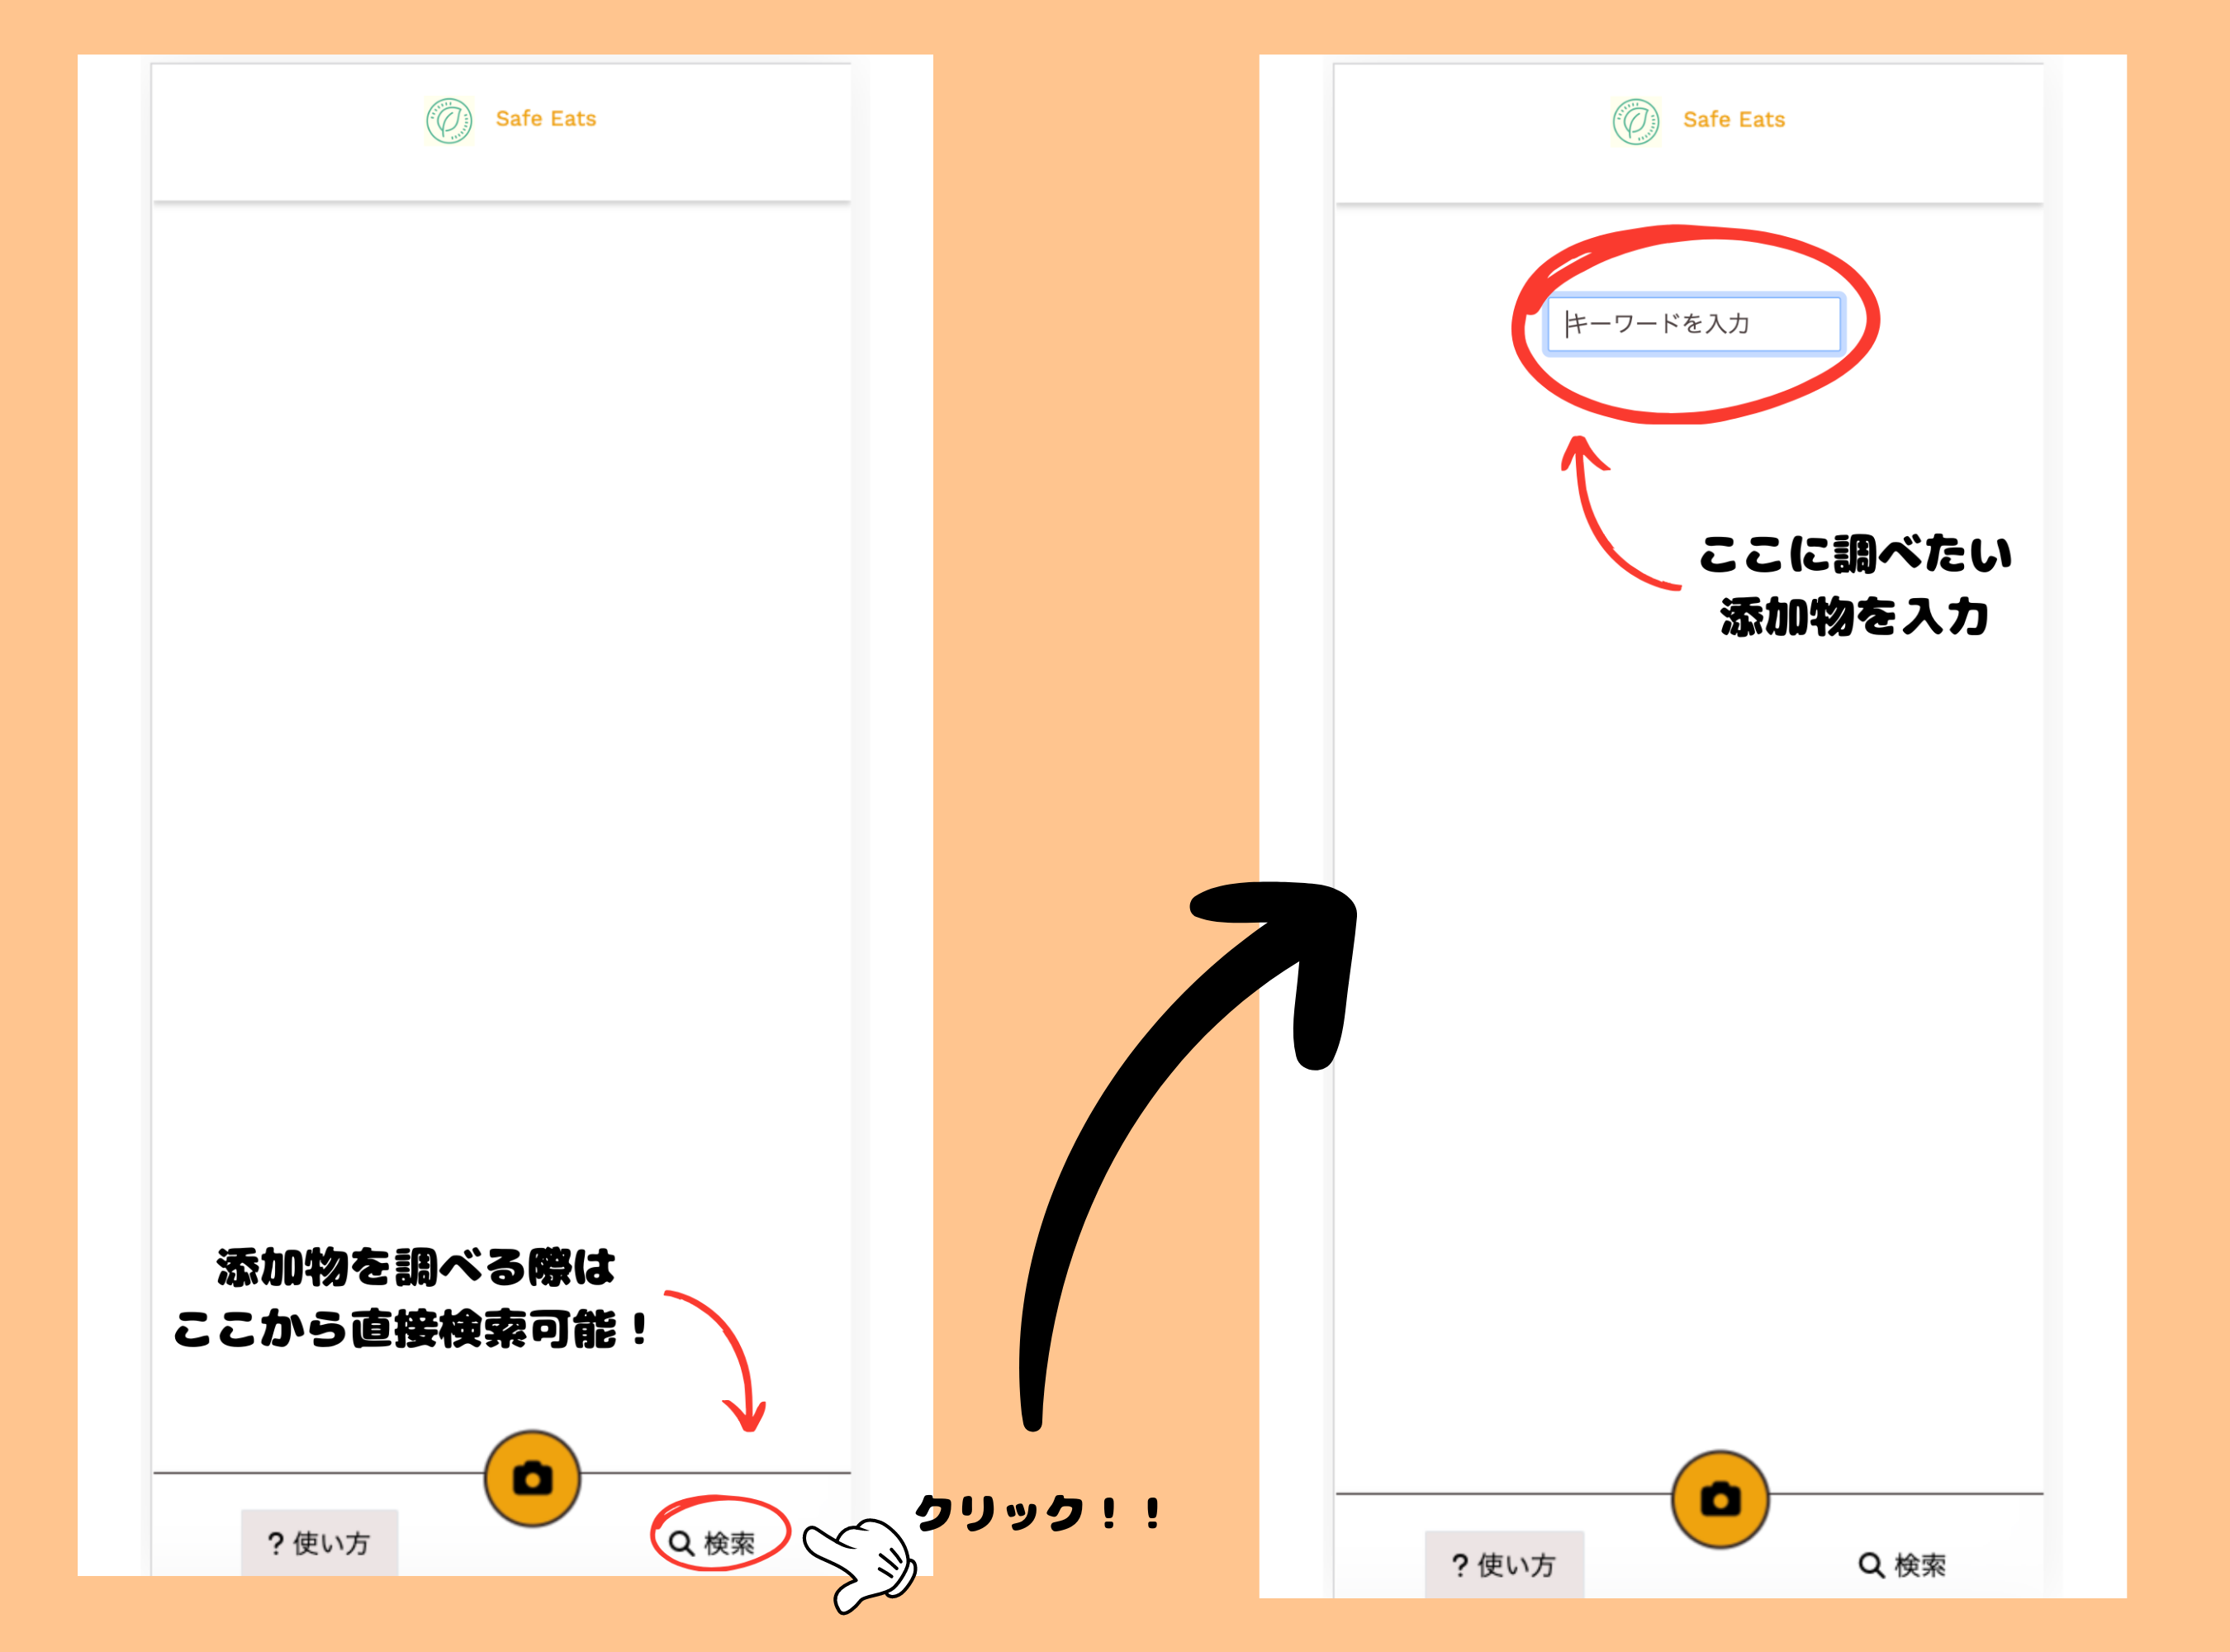 Safe Eats
添加物を調べる際は
ここから直接検索可能!
? 使い方
検索
クリック!!
Safe Eats
キーワードを入力
ここに調べたい
添加物を入力
? 使い方
検索